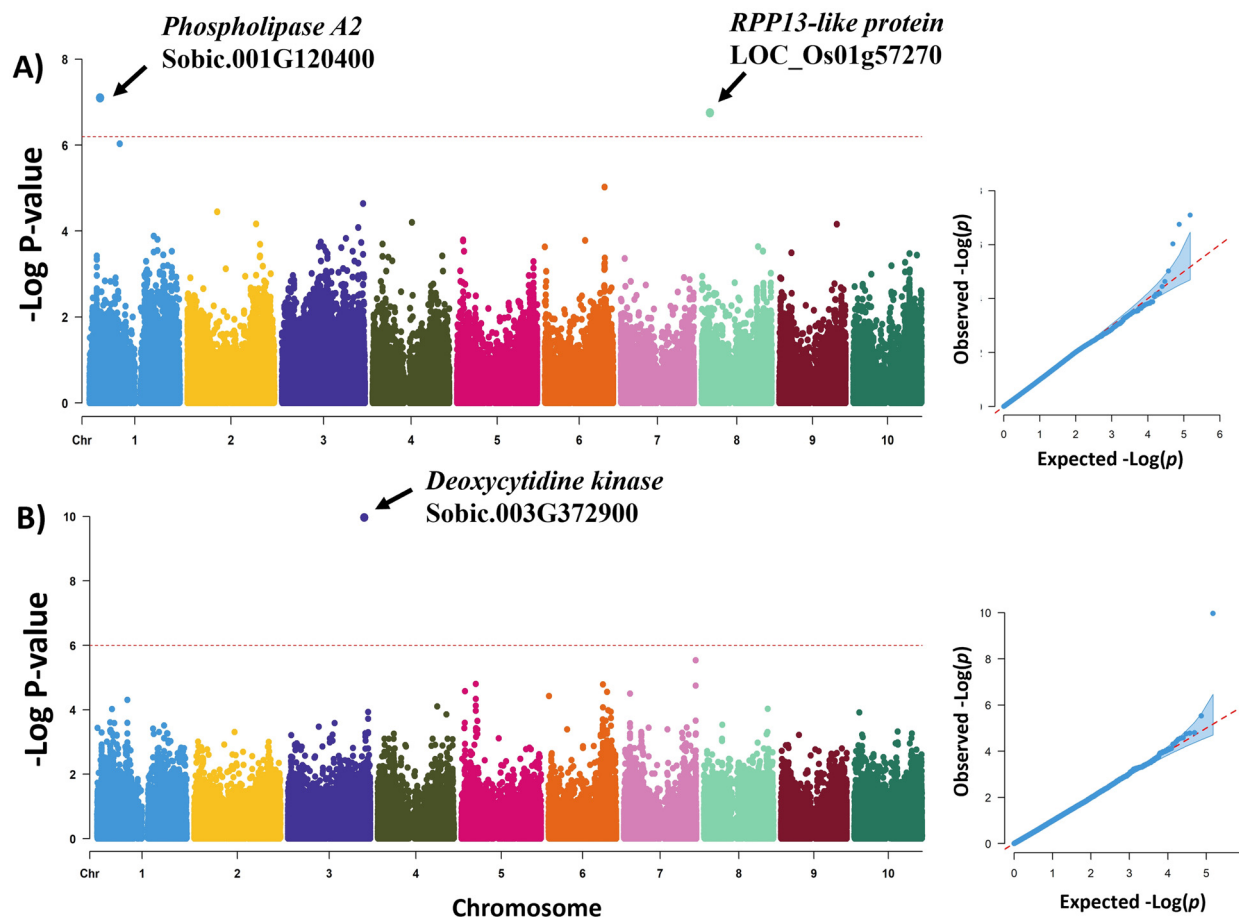 A)
Phospholipase A2
Sobic.001G120400
RPP13-like protein
LOC_Os01g57270
-Log P-value
8
6
4
2
0
Chr 1 2 3 4 5 6 7 8 9 10
Observed -Log(p)
0 1 2 3 4 5 6
Expected -Log(p)
B)
Deoxycytidine kinase
Sobic.003G372900
-Log P-value
10
8
6
4
2
0
Chr 1 2 3 4 5 6 7 8 9 10
Chromosome
Observed -Log(p)
10
8
6
4
2
0
0 1 2 3 4 5
Expected -Log(p)